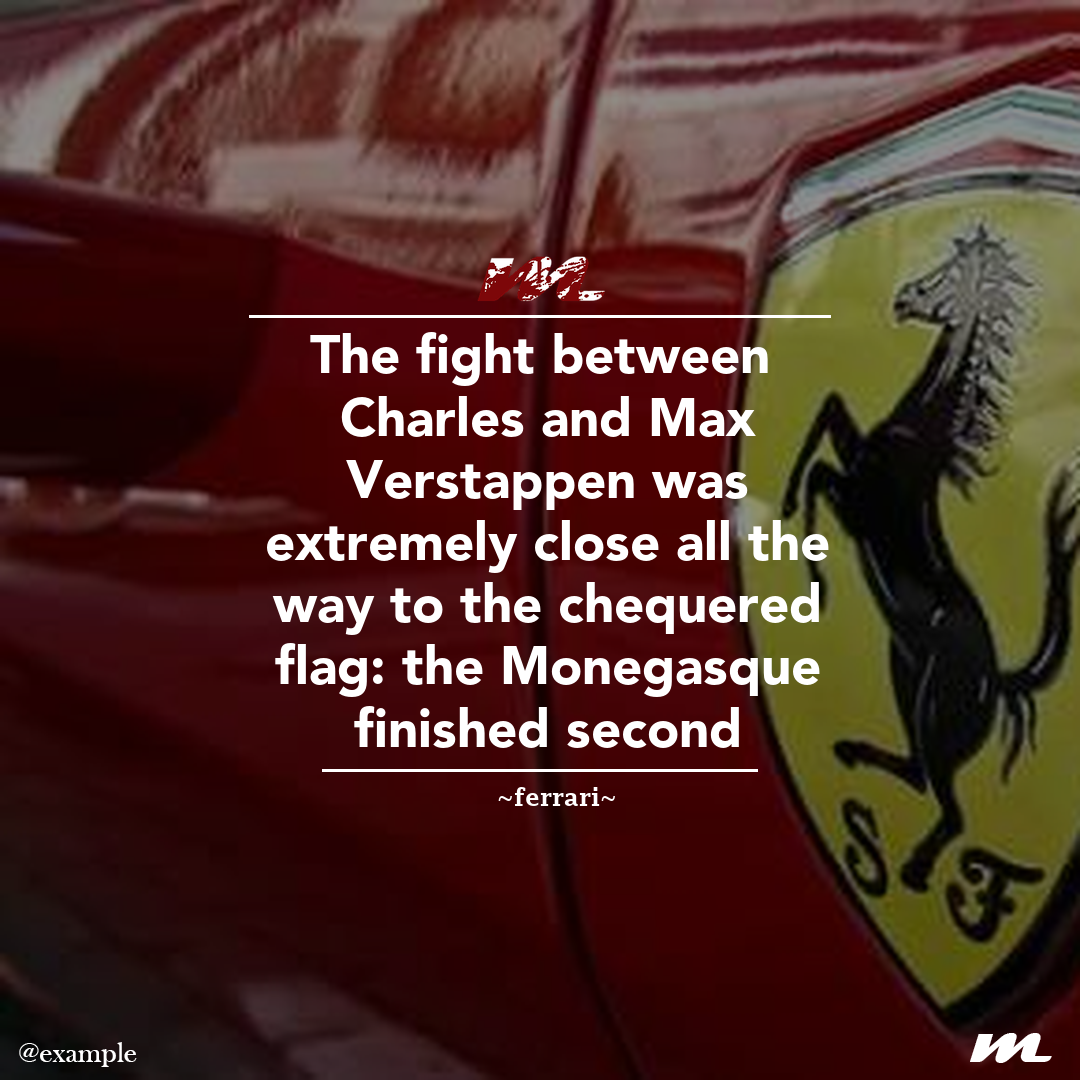 m
The fight between
Charles and Max
Verstappen was
extremely close all the
way to the chequered
flag: the Monegasque
finished second
~ferrari~
S F
@example
m